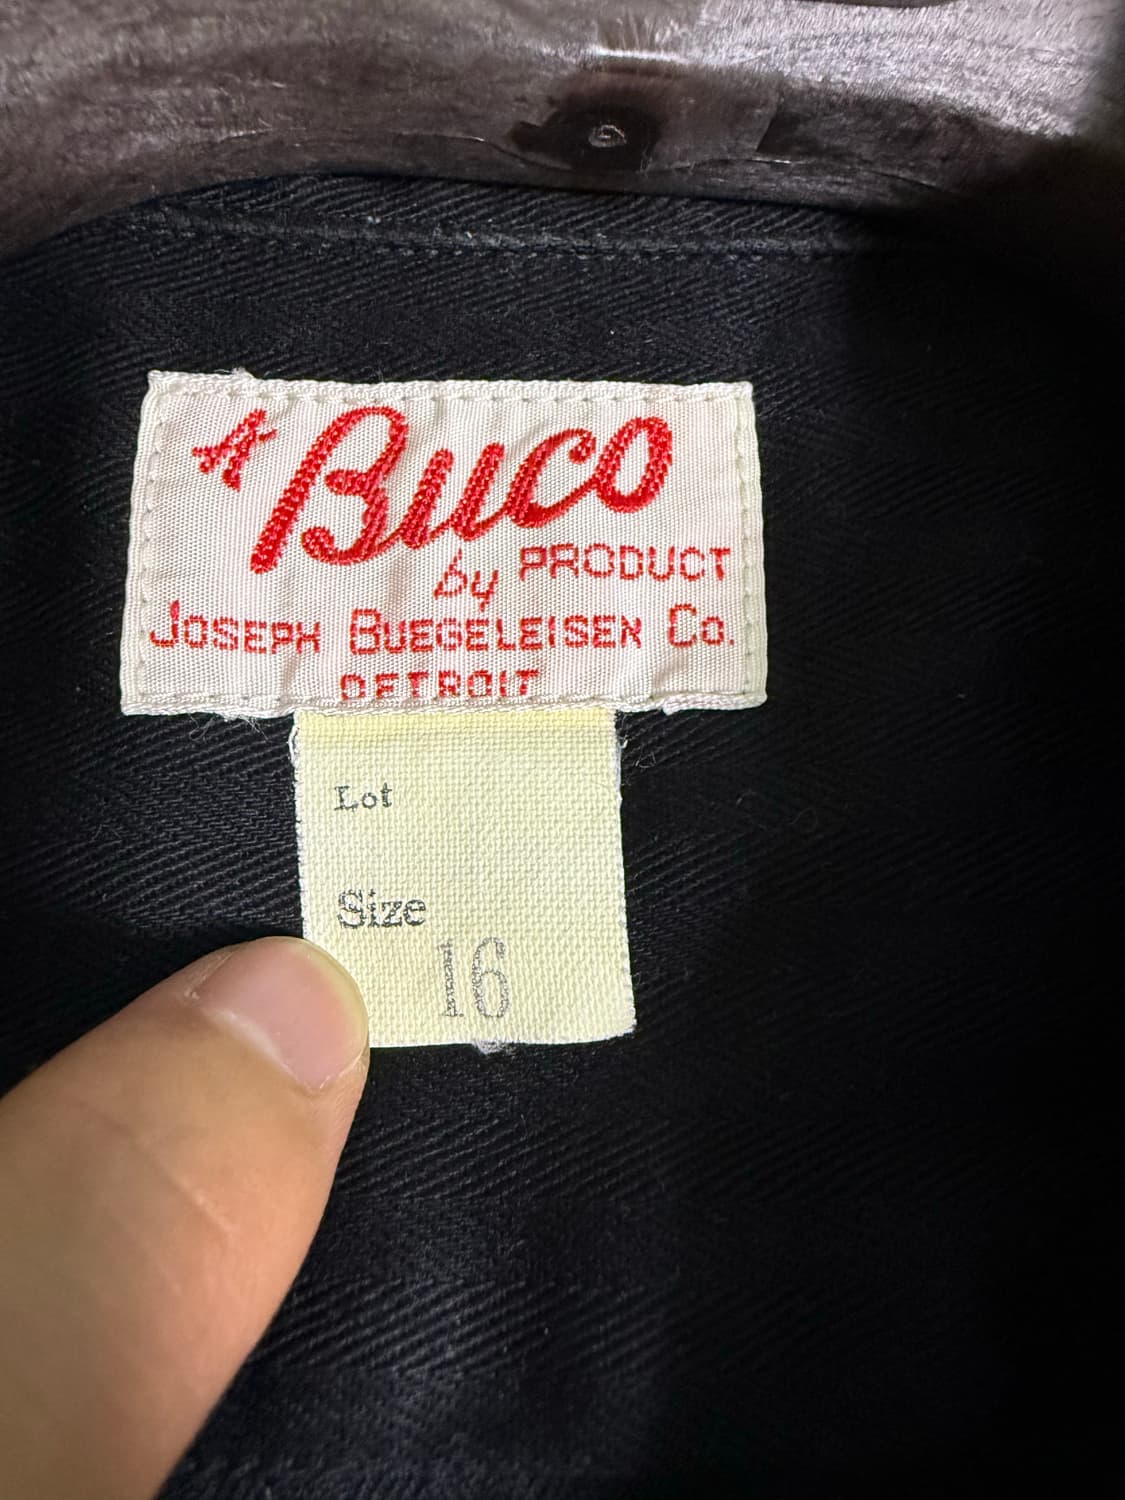 A Buco
by PRODUCT
JOSEPH BUEGELEISEN CO.
DETROIT
Lot
Size
16